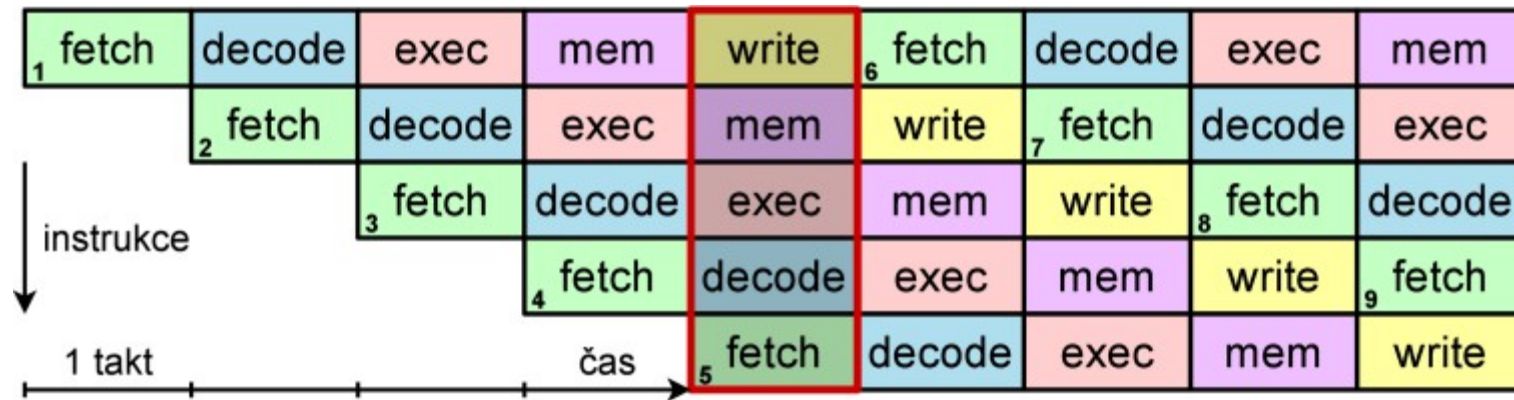 1 fetch decode exec mem write 6 fetch decode exec mem
2 fetch decode exec mem write 7 fetch decode exec
3 fetch decode exec mem write 8 fetch decode
instrukce
4 fetch decode exec mem write 9 fetch
1 takt čas 5 fetch decode exec mem write